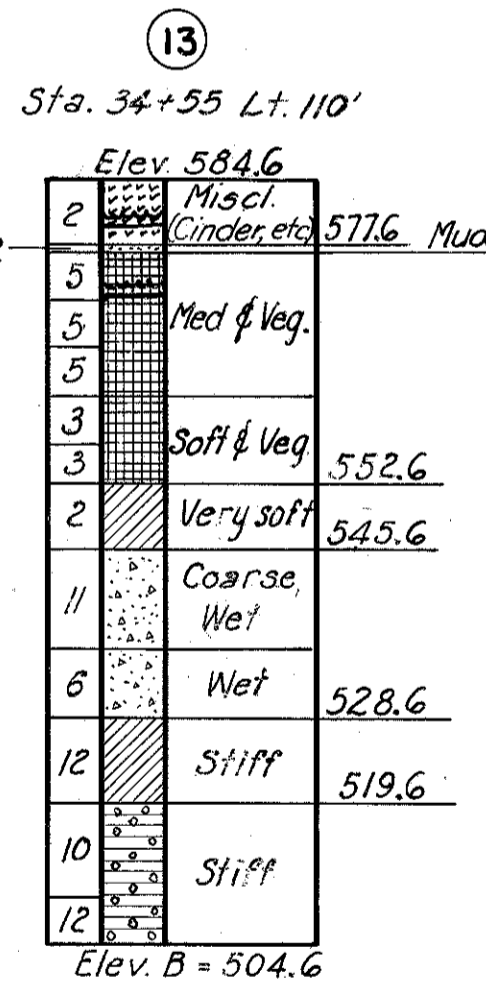 13
Sta. 34+55 Lt. 110'
Elev. 584.6
2 Miscl.
(Cinder, etc) 577.6
5
5 Med & Veg.
5
3
Soft & Veg.
3 552.6
2 Very soft 545.6
11 Coarse,
Wet
6 Wet 528.6
12 Stiff 519.6
10
Stiff
12
Elev. B = 504.6